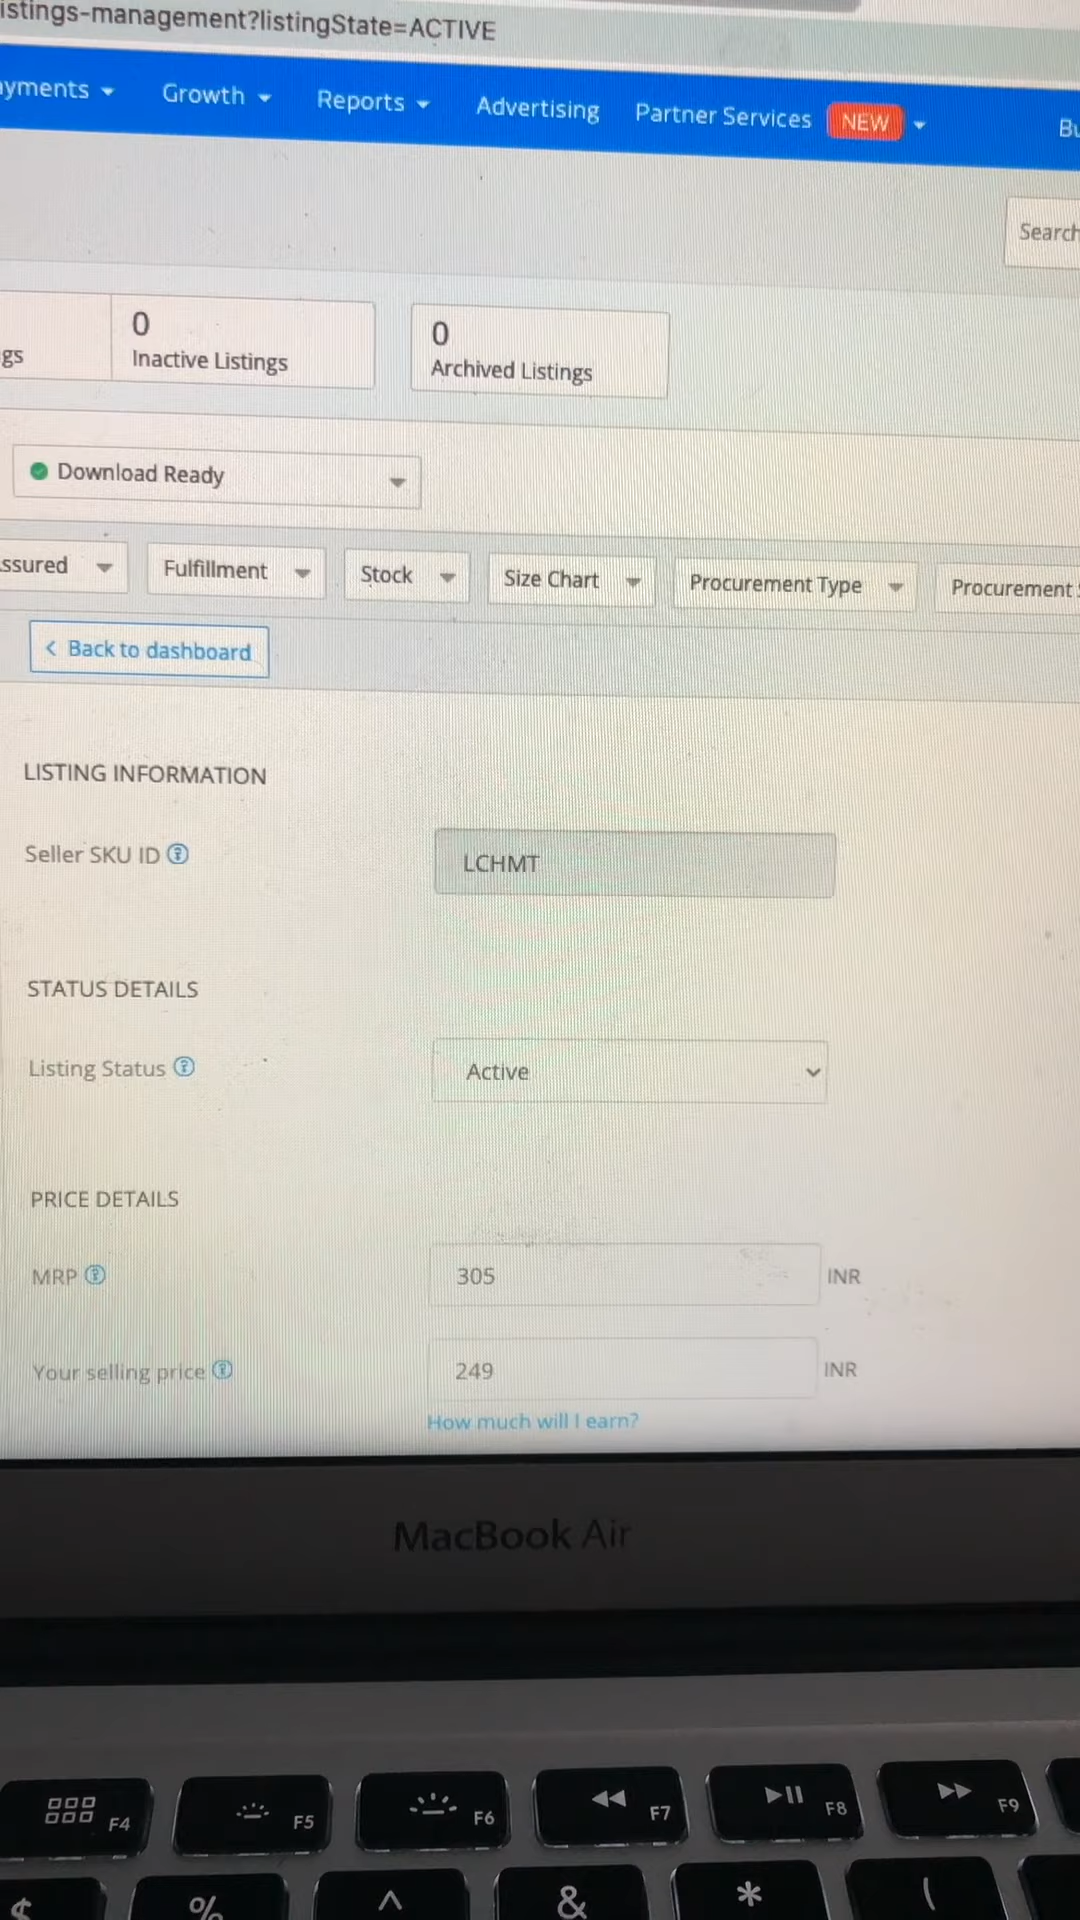 istings-management?listingState=ACTIVE
ayments Growth Reports Advertising Partner Services NEW Bu
Search
0
Inactive Listings
0
Archived Listings
gs
Download Ready
ssured Fulfillment Stock Size Chart Procurement Type Procurement S
< Back to dashboard
LISTING INFORMATION
Seller SKU ID ? LCHMT
STATUS DETAILS
Listing Status ? Active
PRICE DETAILS
MRP ? 305 INR
Your selling price ? 249 INR
How much will I earn?
MacBook Air
F4 F5 F6 F7 F8 F9
$ % ^ & * (